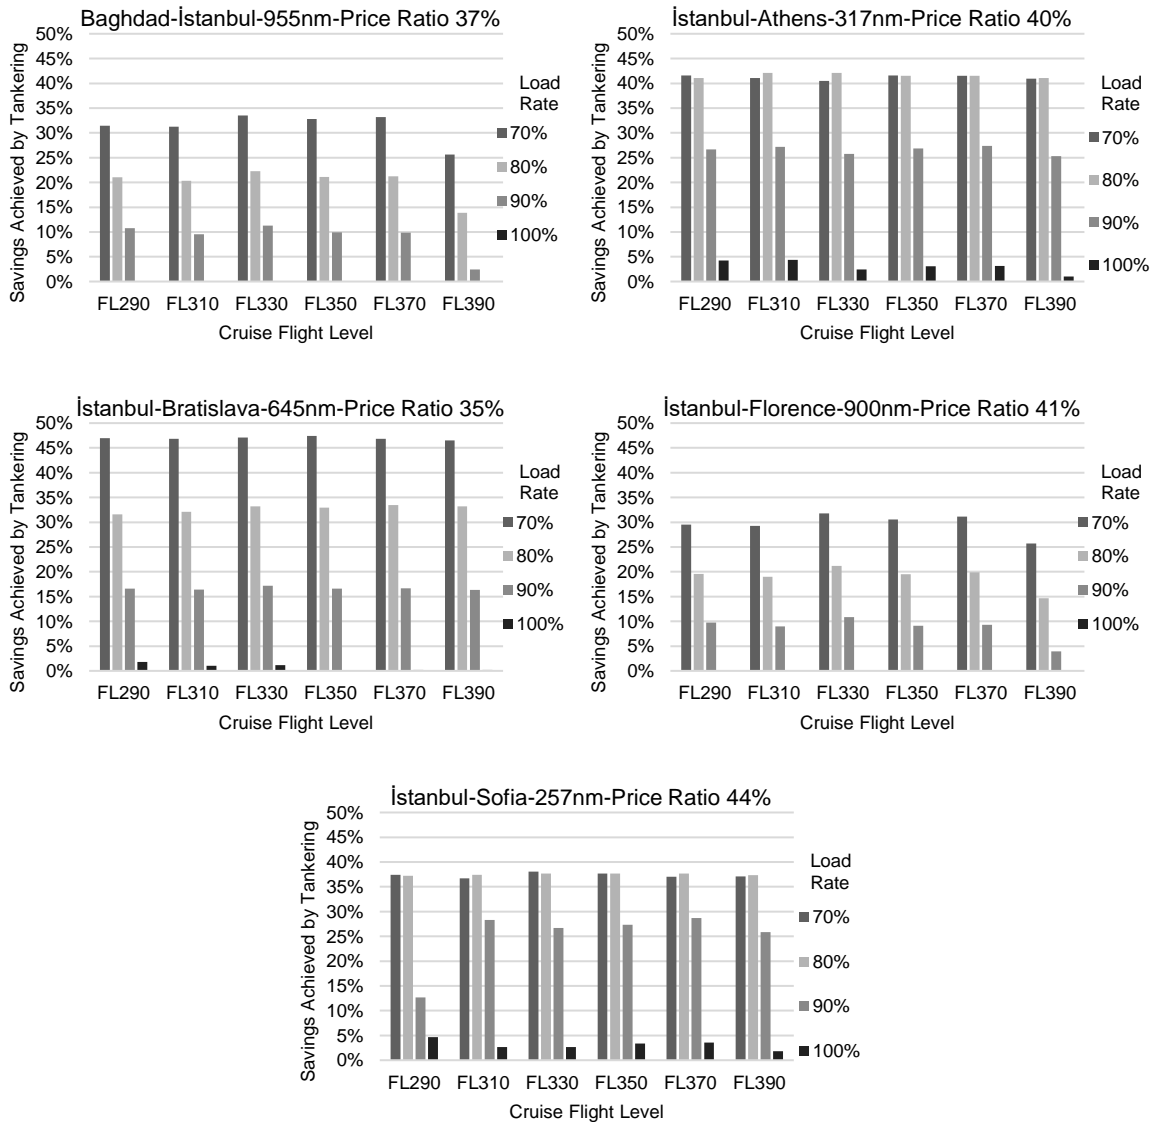 Baghdad-İstanbul-955nm-Price Ratio 37%
Savings Achieved by Tankering
50%
45%
40%
35%
30%
25%
20%
15%
10%
5%
0%
FL290 FL310 FL330 FL350 FL370 FL390
Cruise Flight Level
Load
Rate
70%
80%
90%
100%
İstanbul-Athens-317nm-Price Ratio 40%
Savings Achieved by Tankering
50%
45%
40%
35%
30%
25%
20%
15%
10%
5%
0%
FL290 FL310 FL330 FL350 FL370 FL390
Cruise Flight Level
Load
Rate
70%
80%
90%
100%
İstanbul-Bratislava-645nm-Price Ratio 35%
Savings Achieved by Tankering
50%
45%
40%
35%
30%
25%
20%
15%
10%
5%
0%
FL290 FL310 FL330 FL350 FL370 FL390
Cruise Flight Level
Load
Rate
70%
80%
90%
100%
İstanbul-Florence-900nm-Price Ratio 41%
Savings Achieved by Tankering
50%
45%
40%
35%
30%
25%
20%
15%
10%
5%
0%
FL290 FL310 FL330 FL350 FL370 FL390
Cruise Flight Level
Load
Rate
70%
80%
90%
100%
İstanbul-Sofia-257nm-Price Ratio 44%
Savings Achieved by Tankering
50%
45%
40%
35%
30%
25%
20%
15%
10%
5%
0%
FL290 FL310 FL330 FL350 FL370 FL390
Cruise Flight Level
Load
Rate
70%
80%
90%
100%